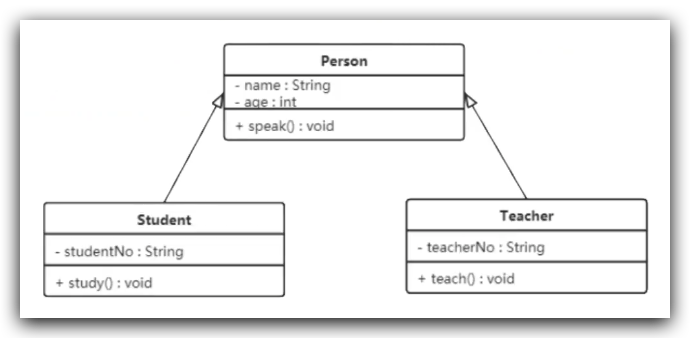 Person
- name : String
- age : int
+ speak() : void
Student
- studentNo : String
+ study() : void
Teacher
- teacherNo : String
+ teach() : void